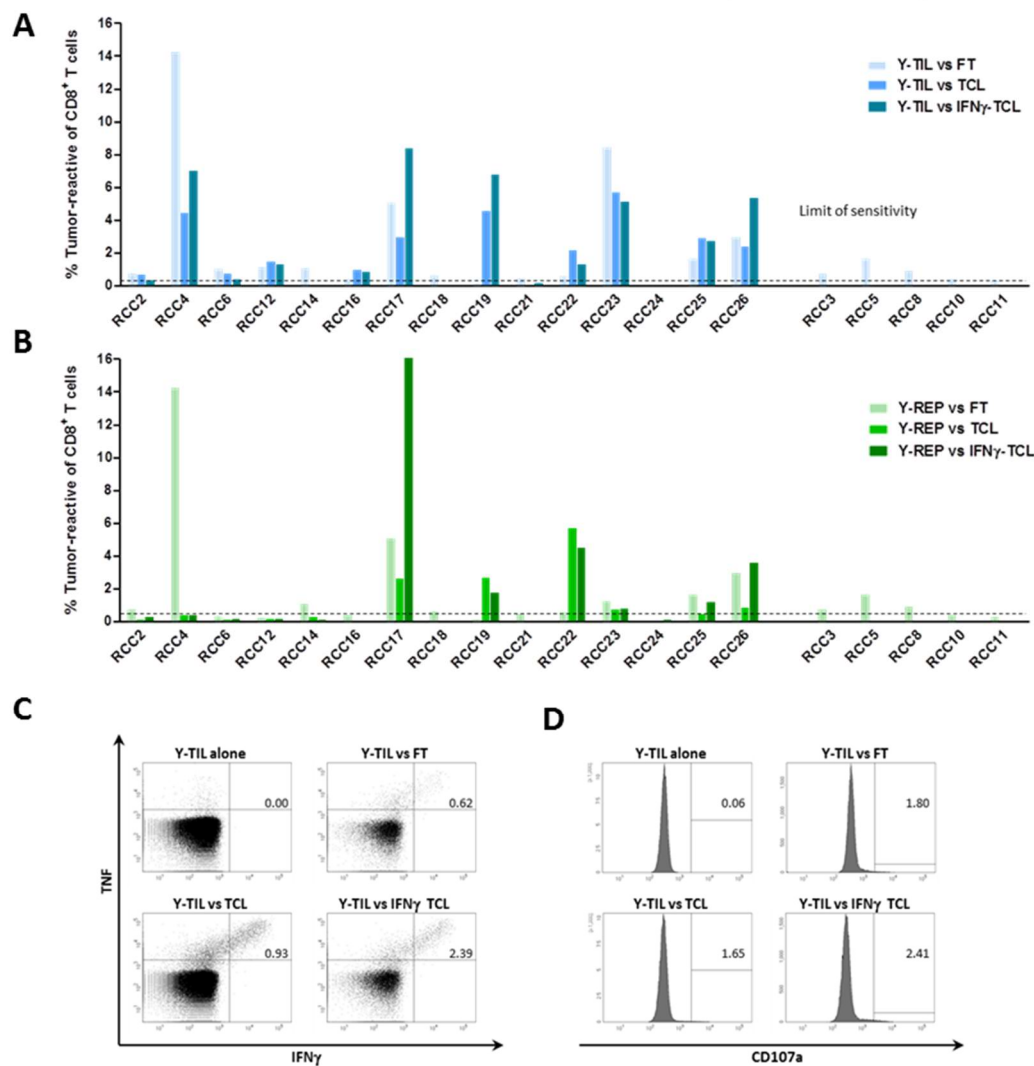 A
% Tumor-reactive of CD8+ T cells
16
14
12
10
8
6
4
2
0
Y-TIL vs FT
Y-TIL vs TCL
Y-TIL vs IFNγ-TCL
Limit of sensitivity
RCC2 RCC4 RCC6 RCC12 RCC14 RCC16 RCC17 RCC18 RCC19 RCC21 RCC22 RCC23 RCC24 RCC25 RCC26 RCC3 RCC5 RCC8 RCC10 RCC11
B
% Tumor-reactive of CD8+ T cells
16
14
12
10
8
6
4
2
0
Y-REP vs FT
Y-REP vs TCL
Y-REP vs IFNγ-TCL
RCC2 RCC4 RCC6 RCC12 RCC14 RCC16 RCC17 RCC18 RCC19 RCC21 RCC22 RCC23 RCC24 RCC25 RCC26 RCC3 RCC5 RCC8 RCC10 RCC11
C
TNF
Y-TIL alone
0.00
Y-TIL vs FT
0.62
Y-TIL vs TCL
0.93
Y-TIL vs IFNγ TCL
2.39
IFNγ
D
Y-TIL alone
0.06
Y-TIL vs FT
1.80
Y-TIL vs TCL
1.65
Y-TIL vs IFNγ TCL
2.41
CD107a